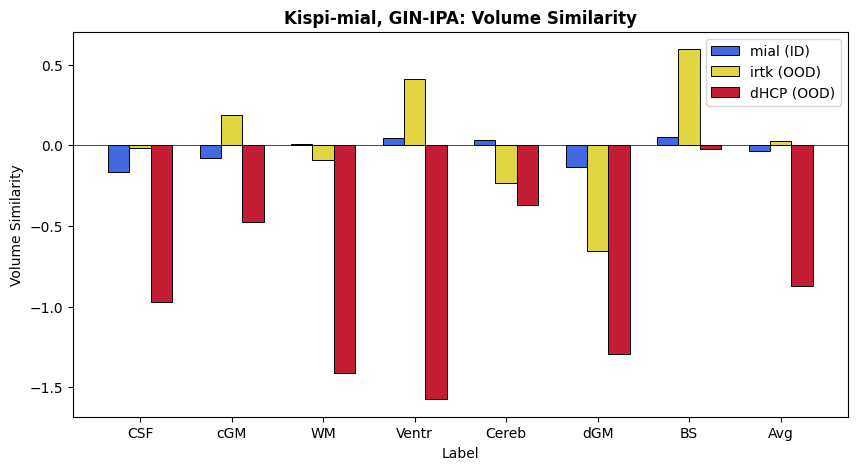 Kispi-mial, GIN-IPA: Volume Similarity
mial (ID)
irtk (OOD)
dHCP (OOD)
Volume Similarity
0.5
0.0
−0.5
−1.0
−1.5
CSF cGM WM Ventr Cereb dGM BS Avg
Label